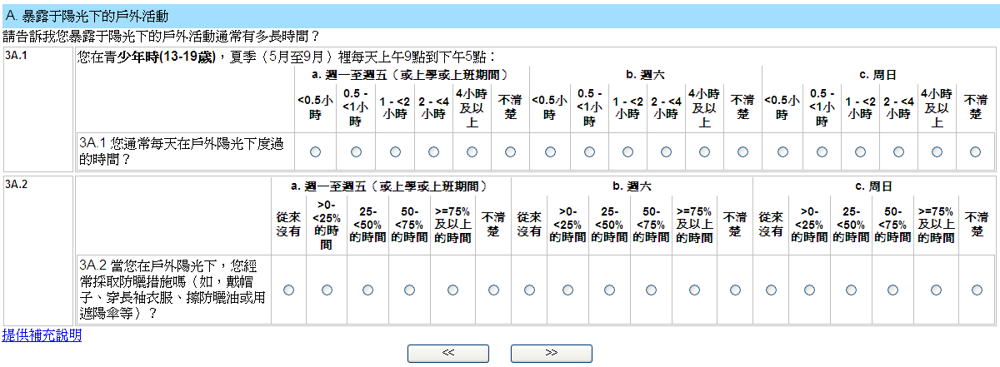 A. 暴露于陽光下的戶外活動
請告訴我您暴露于陽光下的戶外活動通常有多長時間？
3A.1
您在青少年時(13-19歲)，夏季（5月至9月）裡每天上午9點到下午5點：
a. 週一至週五（或上學或上班期間） b. 週六 c. 周日
<0.5小時 0.5 - <1小時 1 - <2小時 2 - <4小時 4小時及以上 不清楚 <0.5小時 0.5 - <1小時 1 - <2小時 2 - <4小時 4小時及以上 不清楚 <0.5小時 0.5 - <1小時 1 - <2小時 2 - <4小時 4小時及以上 不清楚
3A.1 您通常每天在戶外陽光下度過
的時間？
3A.2
a. 週一至週五（或上學或上班期間） b. 週六 c. 周日
從來沒有 >0-<25%的時間 25-<50%的時間 50-<75%的時間 >=75%及以上的時間 不清楚 從來沒有 >0-<25%的時間 25-<50%的時間 50-<75%的時間 >=75%及以上的時間 不清楚 從來沒有 >0-<25%的時間 25-<50%的時間 50-<75%的時間 >=75%及以上的時間 不清楚
3A.2 當您在戶外陽光下，您經
常採取防曬措施嗎（如，戴帽
子、穿長袖衣服、擦防曬油或用
遮陽傘等）？
提供補充說明
<< >>